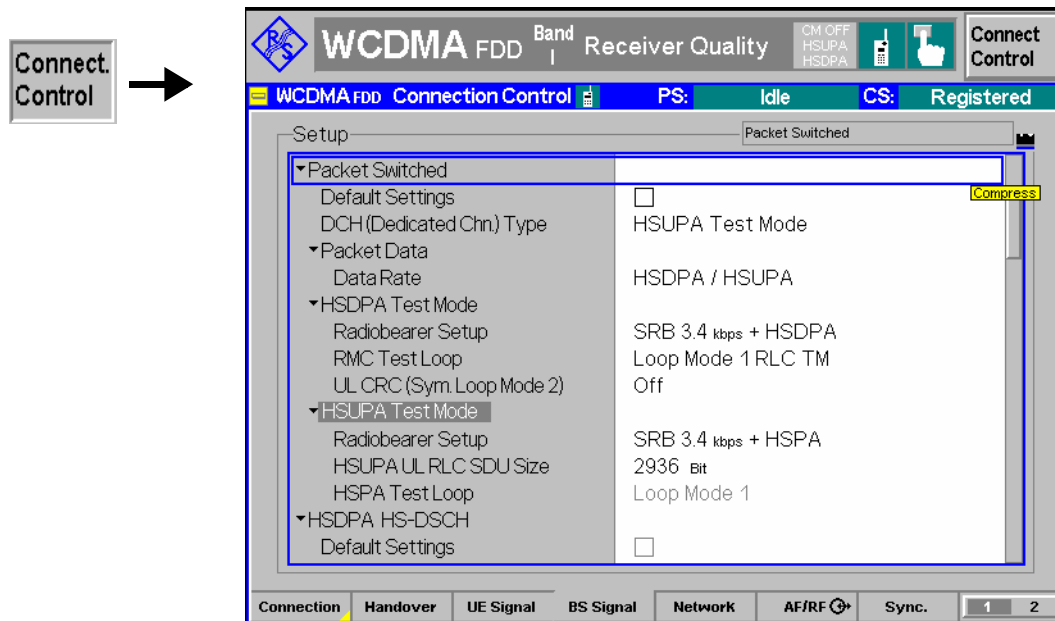 Connect.
Control
R&S
WCDMA FDD Band I Receiver Quality
CM OFF
HSUPA
HSDPA
Connect
Control
WCDMA FDD Connection Control PS: Idle CS: Registered
Setup
Packet Switched
Packet Switched
Compress
Default Settings
DCH (Dedicated Chn.) Type HSUPA Test Mode
Packet Data
Data Rate HSDPA / HSUPA
HSDPA Test Mode
Radiobearer Setup SRB 3.4 kbps + HSDPA
RMC Test Loop Loop Mode 1 RLC TM
UL CRC (Sym. Loop Mode 2) Off
HSUPA Test Mode
Radiobearer Setup SRB 3.4 kbps + HSPA
HSUPA UL RLC SDU Size 2936 Bit
HSPA Test Loop Loop Mode 1
HSDPA HS-DSCH
Default Settings
Connection Handover UE Signal BS Signal Network AF/RF Sync. 1 2